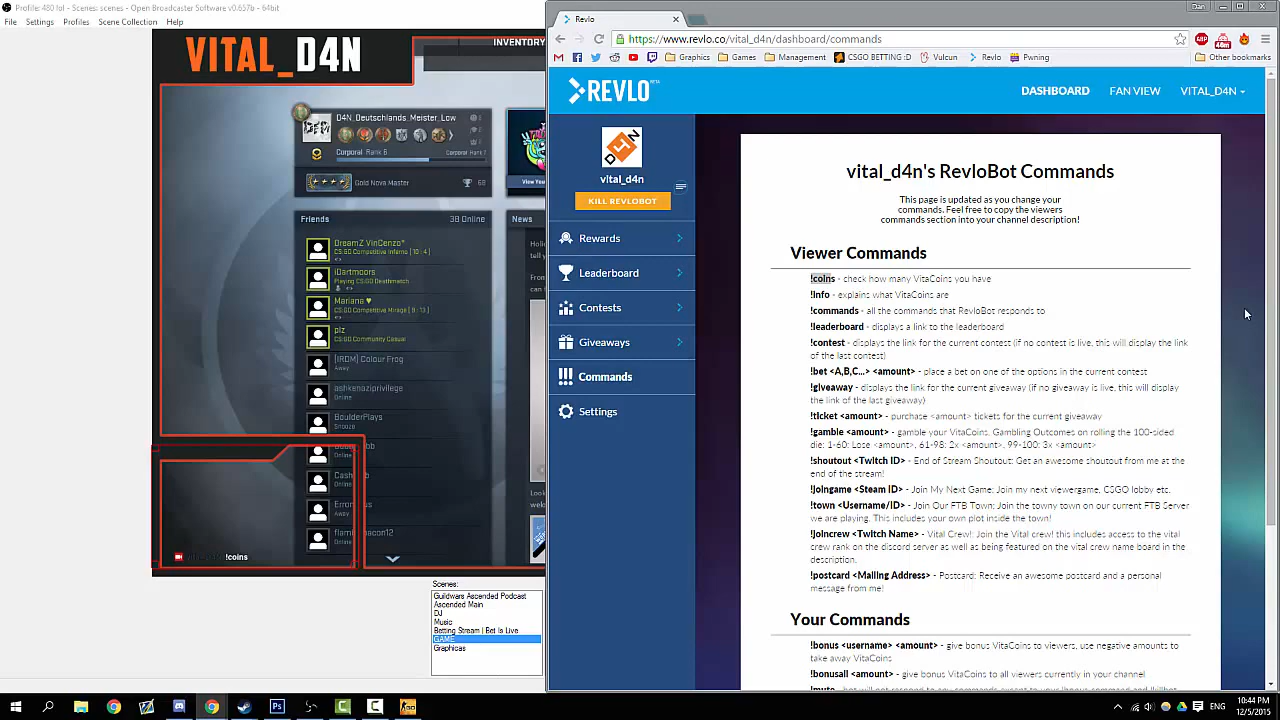 Profile: 480 lol - Scenes: scenes - Open Broadcaster Software v0.657b - 64bit
File Settings Profiles Scene Collection Help
VITAL_D4N
INVENTORY
D4N_Deutschlands_Meister_Low
Corporal Rank 6
Gold Nova Master
68
View You
Friends
38 Online
News
DreamZ VinCenzo*
CS:GO Competitive Inferno [ 10 : 4 ]
iDartmoors
Playing CS:GO Deathmatch
Mariana ♥
CS:GO Competitive Mirage [ 9 : 13 ]
plz
CS:GO Community Casual
[IRDM] Colour Frog
Away
ashkenaziprivilege
Online
BoulderPlays
Snooze
Online
Online
Away
Online
!coins
Scenes:
Guildwars Ascended Podcast
Ascended Main
DJ
Music
Betting Stream | Bet Is Live
GAME
Graphicas
Revlo
Dan
https://www.revlo.co/vital_d4n/dashboard/commands
Graphics Games Management CSGO BETTING :D Vulcun Revlo Pwning Other bookmarks
REVLO BETA
DASHBOARD FAN VIEW VITAL_D4N
vital_d4n
KILL REVLOBOT
Rewards
Leaderboard
Contests
Giveaways
Commands
Settings
vital_d4n's RevloBot Commands
This page is updated as you change your
commands. Feel free to copy the viewers
commands section into your channel description!
Viewer Commands
!coins - check how many VitaCoins you have
!info - explains what VitaCoins are
!commands - all the commands that RevloBot responds to
!leaderboard - displays a link to the leaderboard
!contest - displays the link for the current contest (if no contest is live, this will display the link
of the last contest)
!bet <A,B,C...> <amount> - place a bet on one of the options in the current contest
!giveaway - displays the link for the current giveaway (if no giveaway is live, this will display
the link of the last giveaway)
!ticket <amount> - purchase <amount> tickets for the current giveaway
!gamble <amount> - gamble your VitaCoins. Gambling Outcomes on rolling the 100-sided
die: 1-60: Lose <amount>, 61-98: 2x <amount>, 99-100: 3x <amount>
!shoutout <Twitch ID> - End of Stream Shoutout: Get an awesome shoutout from me at the
end of the stream!
!joingame <Steam ID> - Join My Next Game: Join my next viewergame, CSGO lobby etc.
!town <Username/ID> - Join Our FTB Town: Join the towny town on our current FTB Server
we are playing. This includes your own plot inside the town!
!joincrew <Twitch Name> - Vital Crew!: Join the Vital crew! this includes access to the vital
crew rank on the discord server as well as being featured on the vital crew name board in the
description.
!postcard <Mailing Address> - Postcard: Receive an awesome postcard and a personal
message from me!
Your Commands
!bonus <username> <amount> - give bonus VitaCoins to viewers, use negative amounts to
take away VitaCoins
!bonusall <amount> - give bonus VitaCoins to all viewers currently in your channel
ENG
10:44 PM
12/5/2015